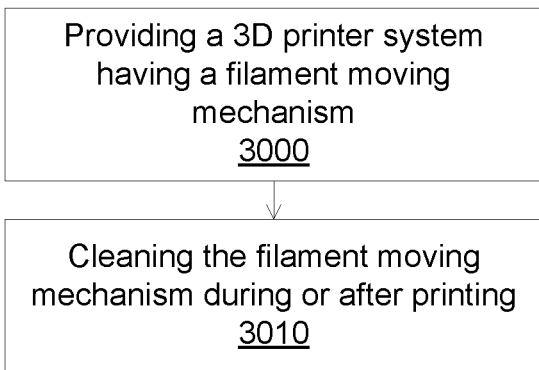 Providing a 3D printer system
having a filament moving
mechanism
3000
Cleaning the filament moving
mechanism during or after printing
3010